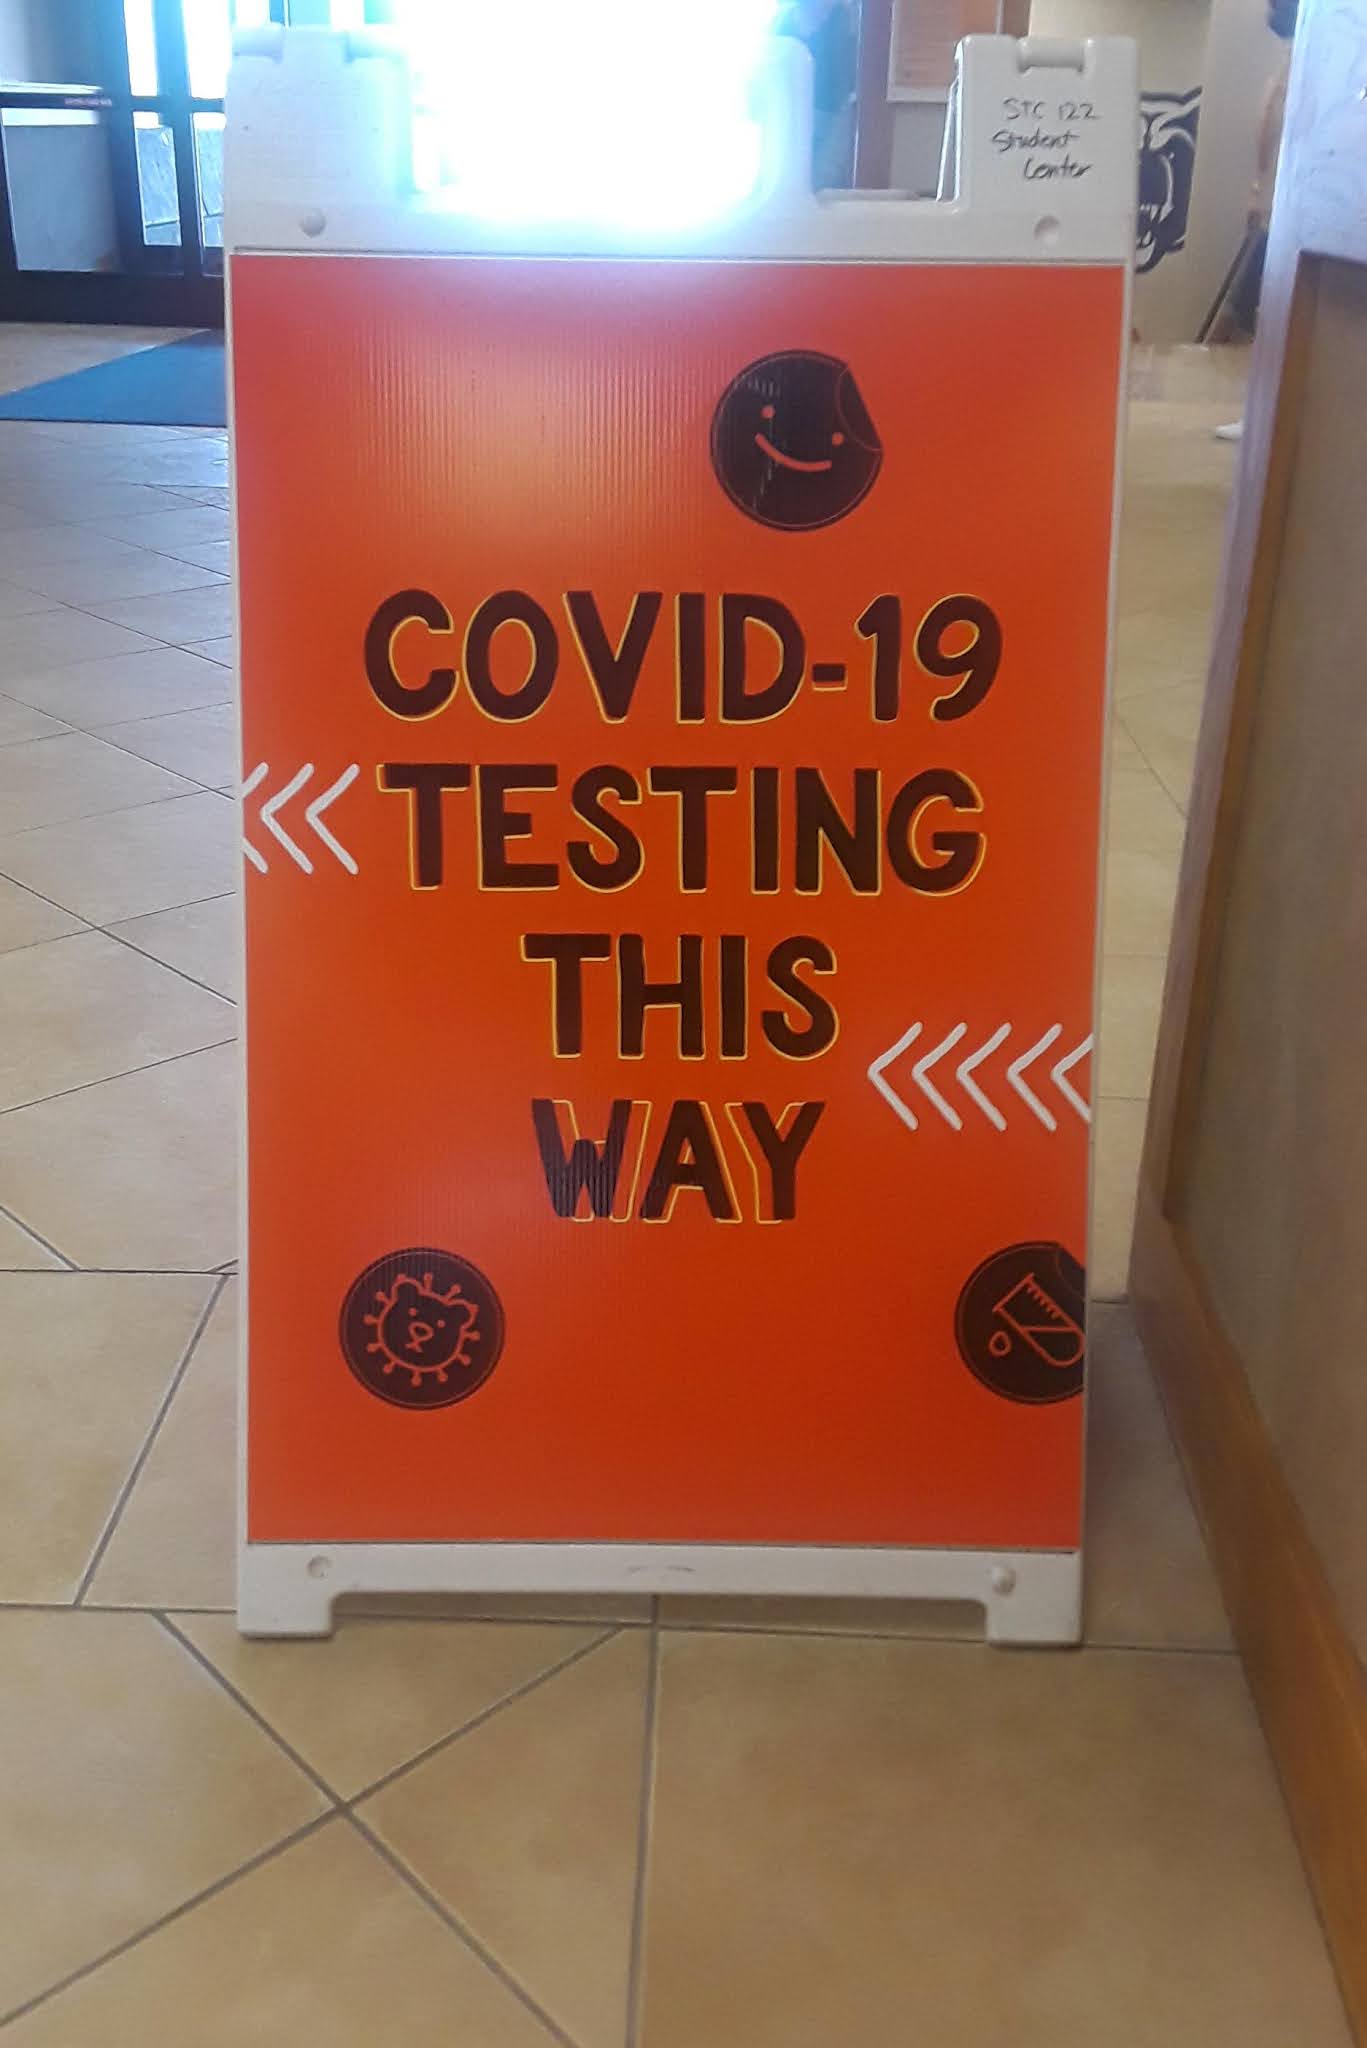 STC 122
Student
Center
COVID-19
TESTING
THIS
WAY